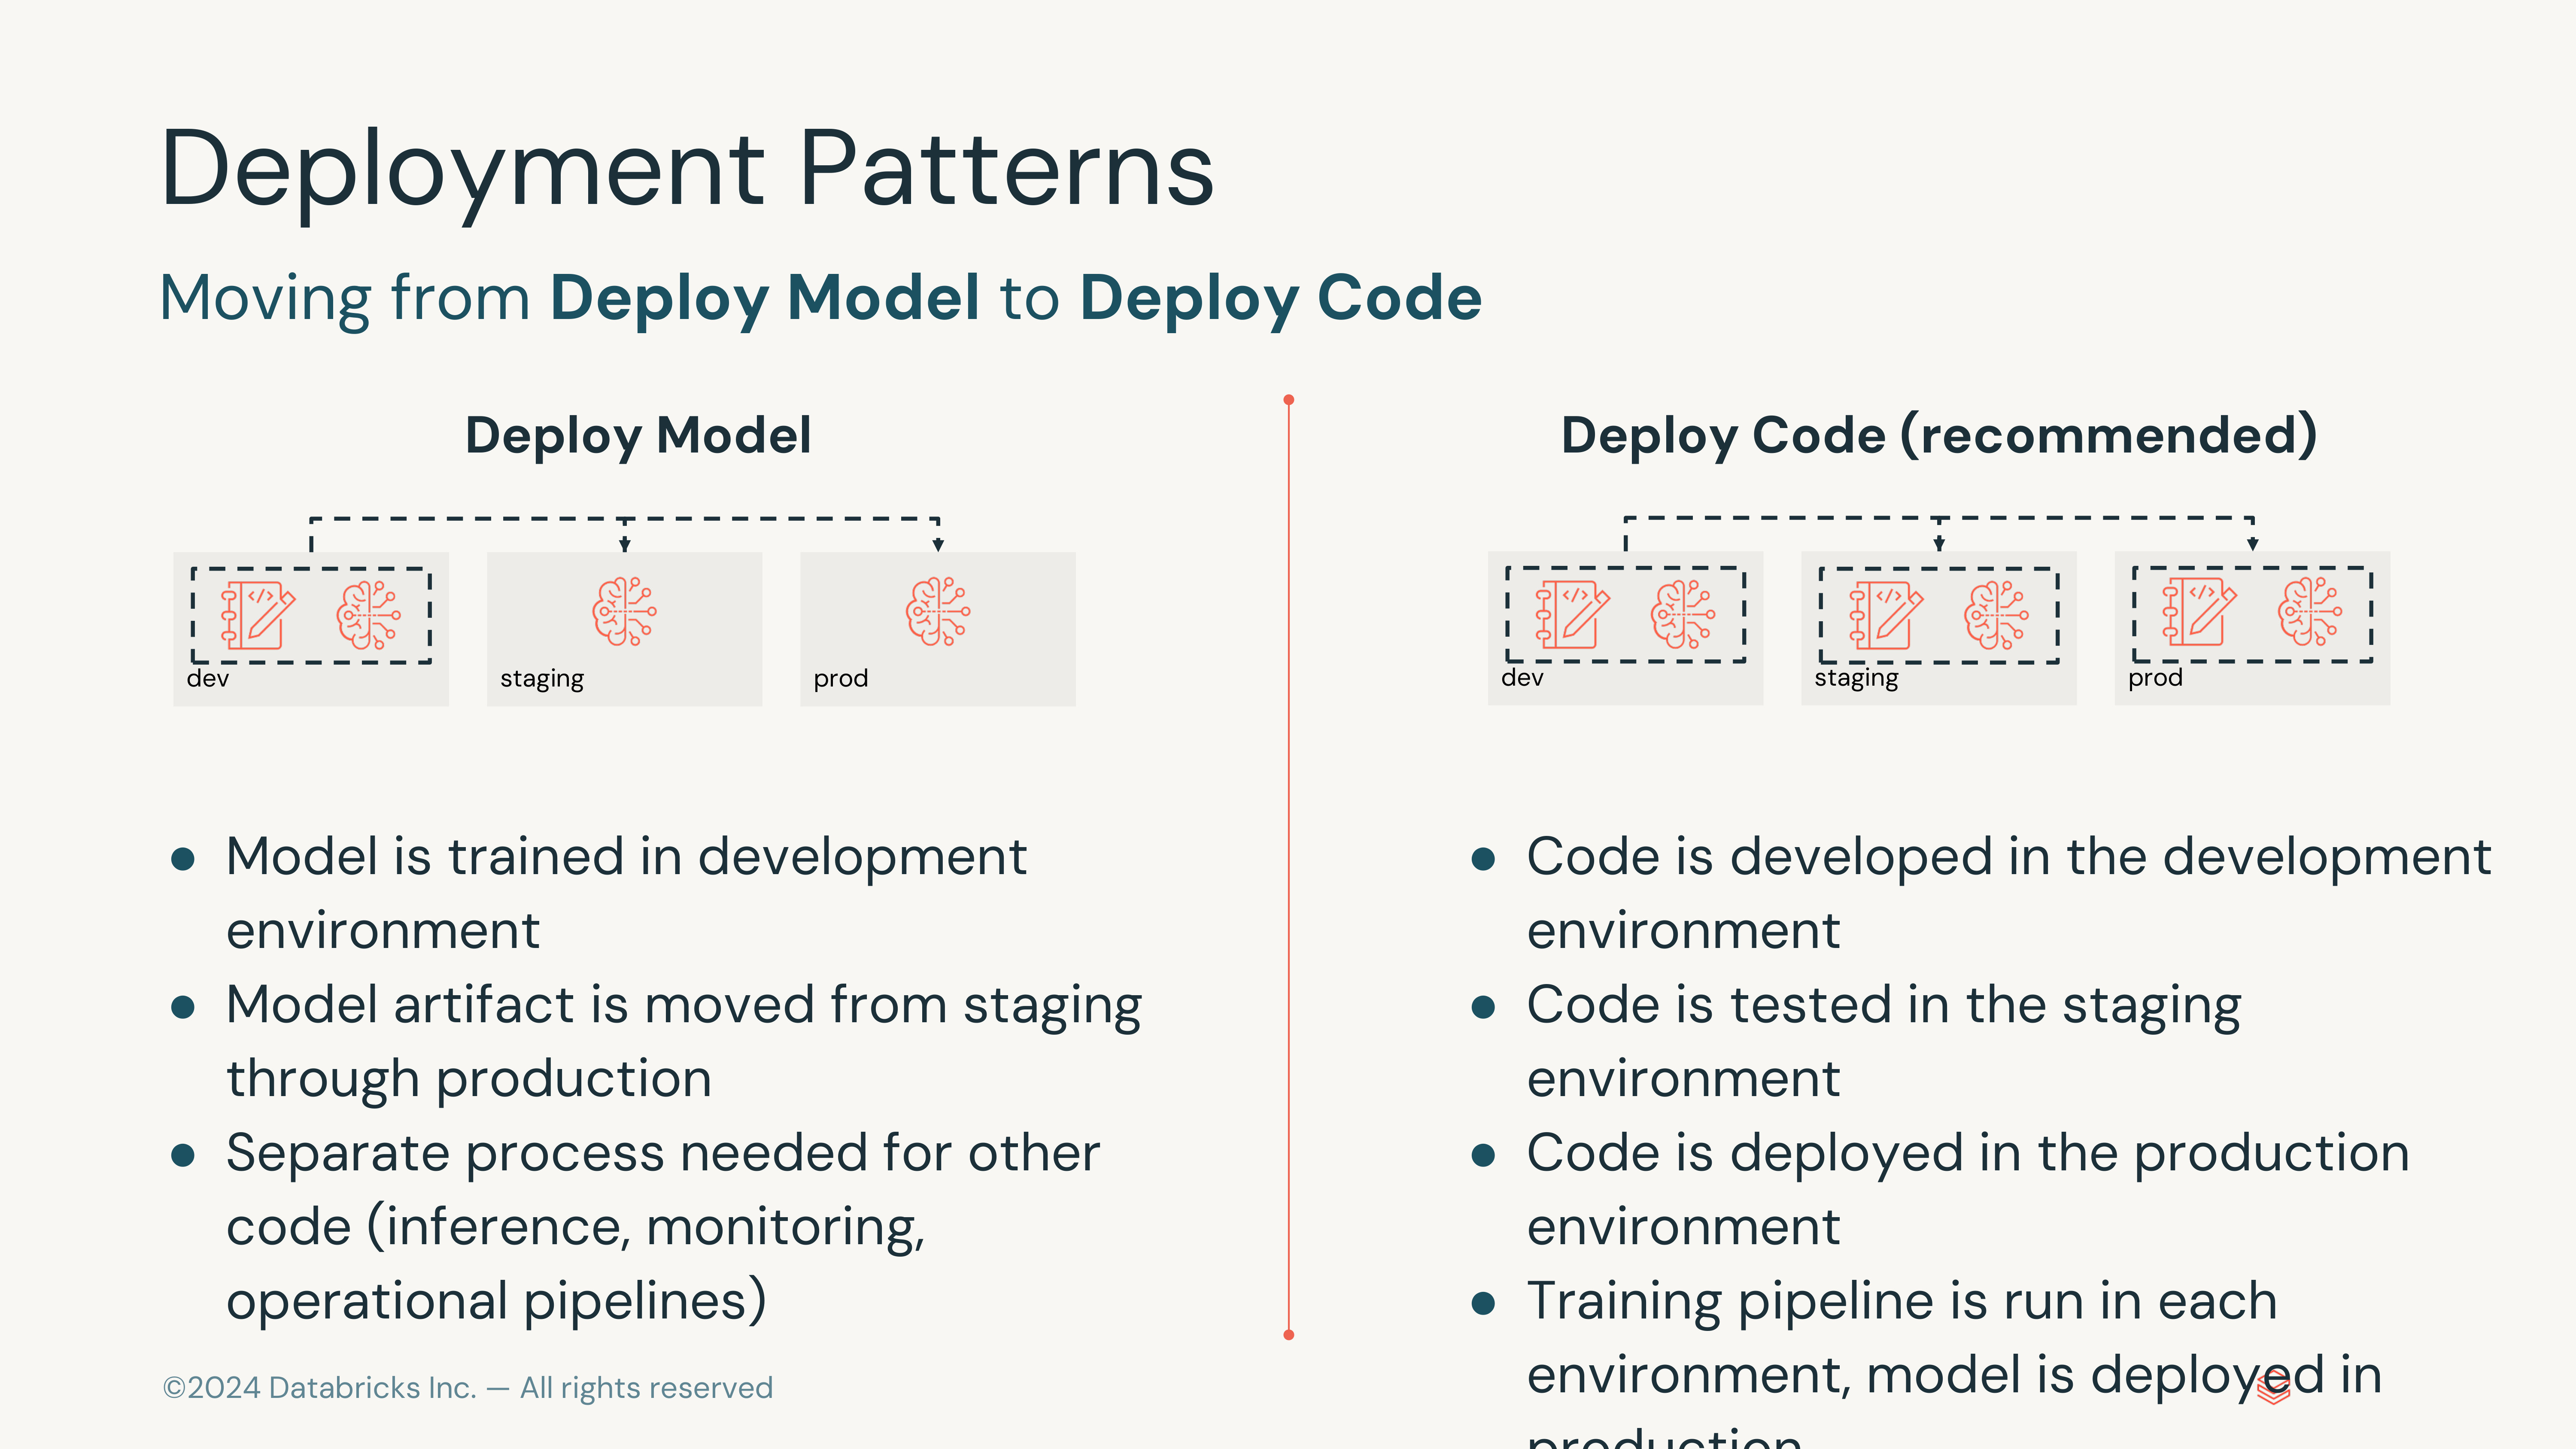 Deployment Patterns
Moving from Deploy Model to Deploy Code
Deploy Model
dev
staging
prod
● Model is trained in development
environment
● Model artifact is moved from staging
through production
● Separate process needed for other
code (inference, monitoring,
operational pipelines)
Deploy Code (recommended)
dev
staging
prod
● Code is developed in the development
environment
● Code is tested in the staging
environment
● Code is deployed in the production
environment
● Training pipeline is run in each
environment, model is deployed in
production
©2024 Databricks Inc. — All rights reserved